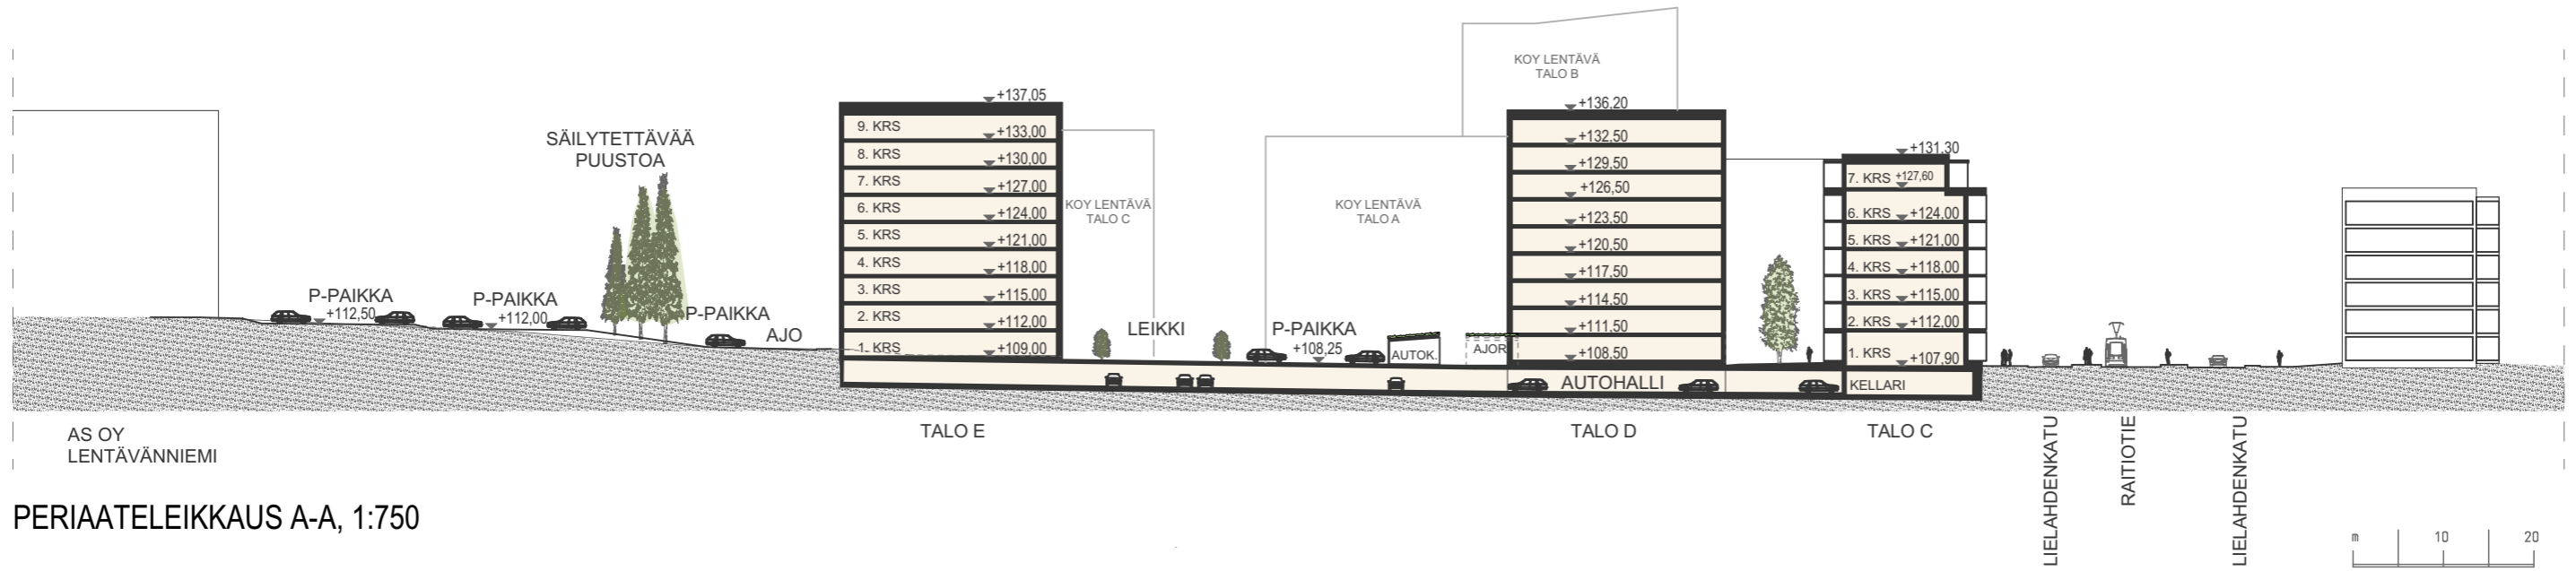 KOY LENTÄVÄ
TALO B
+137,05
+136,20
9. KRS
+133,00
+132,50
8. KRS
+130,00
+129,50
7. KRS
+127,00
+126,50
6. KRS
+124,00
+123,50
5. KRS
+121,00
+120,50
4. KRS
+118,00
+117,50
3. KRS
+115,00
+114,50
2. KRS
+112,00
+111,50
1. KRS
+109,00
+108,50
SÄILYTETTÄVÄÄ
PUUSTOA
+131,30
7. KRS +127,60
6. KRS +124,00
5. KRS +121,00
4. KRS +118,00
3. KRS +115,00
2. KRS +112,00
1. KRS +107,90
KELLARI
KOY LENTÄVÄ
TALO C
KOY LENTÄVÄ
TALO A
P-PAIKKA
+112,50
P-PAIKKA
+112,00
P-PAIKKA
AJO
LEIKKI
P-PAIKKA
+108,25
AUTOK.
AJOR
AUTOHALLI
AS OY
LENTÄVÄNNIEMI
TALO E
TALO D
TALO C
LIELAHDENKATU
RAITIOTIE
LIELAHDENKATU
PERIAATELEIKKAUS A-A, 1:750
m 10 20